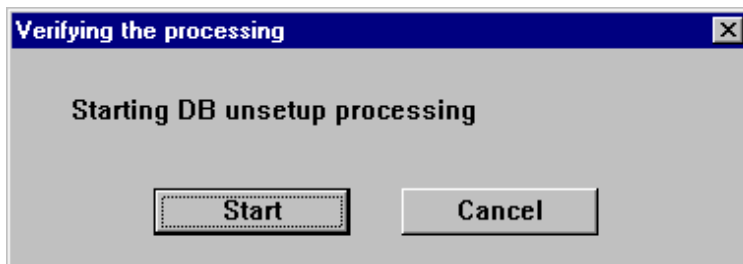 Verifying the processing
Starting DB unsetup processing
Start
Cancel